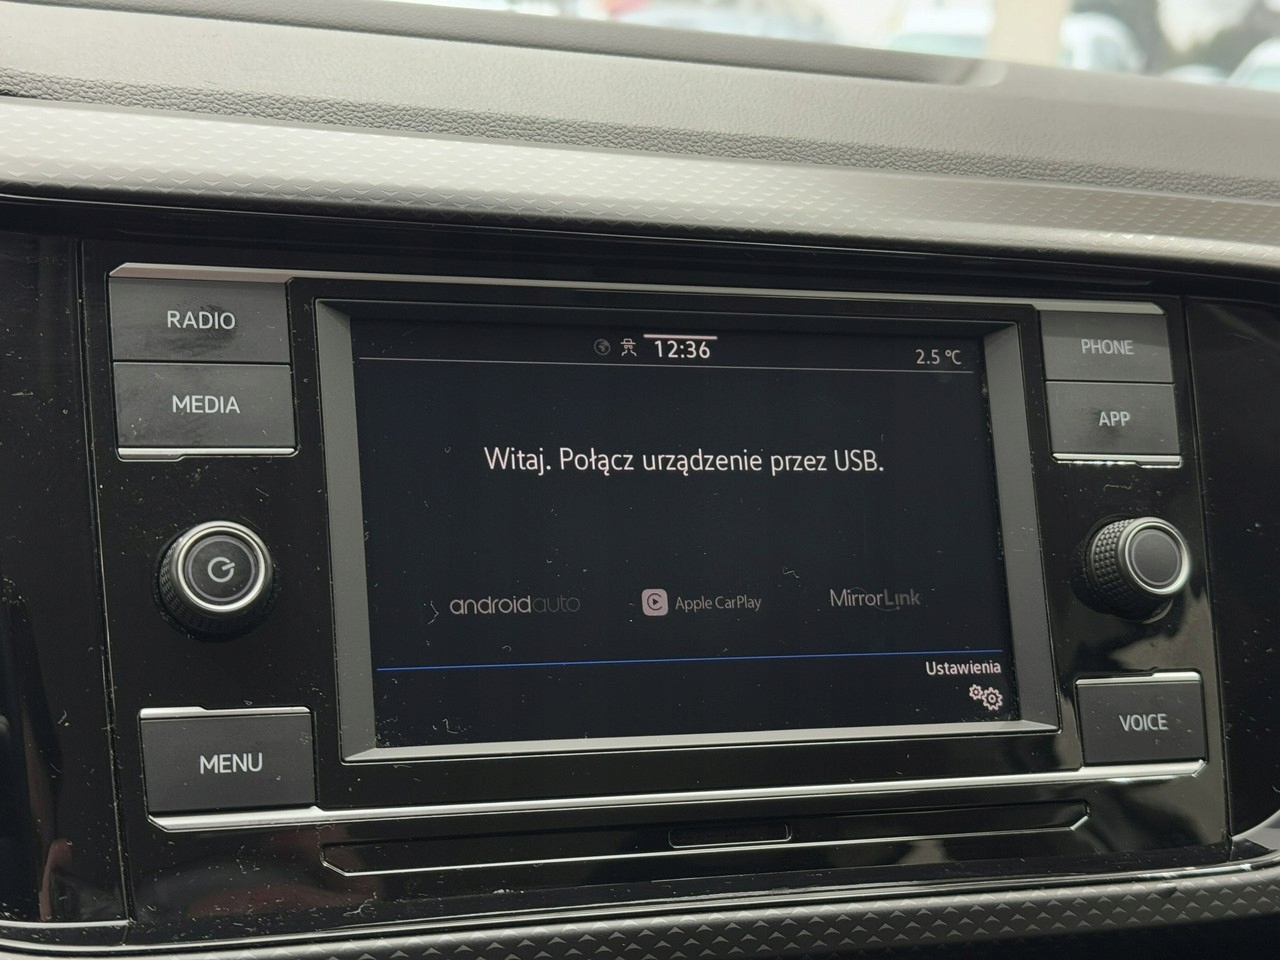 RADIO
MEDIA
MENU
12:36
2.5 °C
Witaj. Połącz urządzenie przez USB.
androidauto
Apple CarPlay
MirrorLink
Ustawienia
PHONE
APP
VOICE